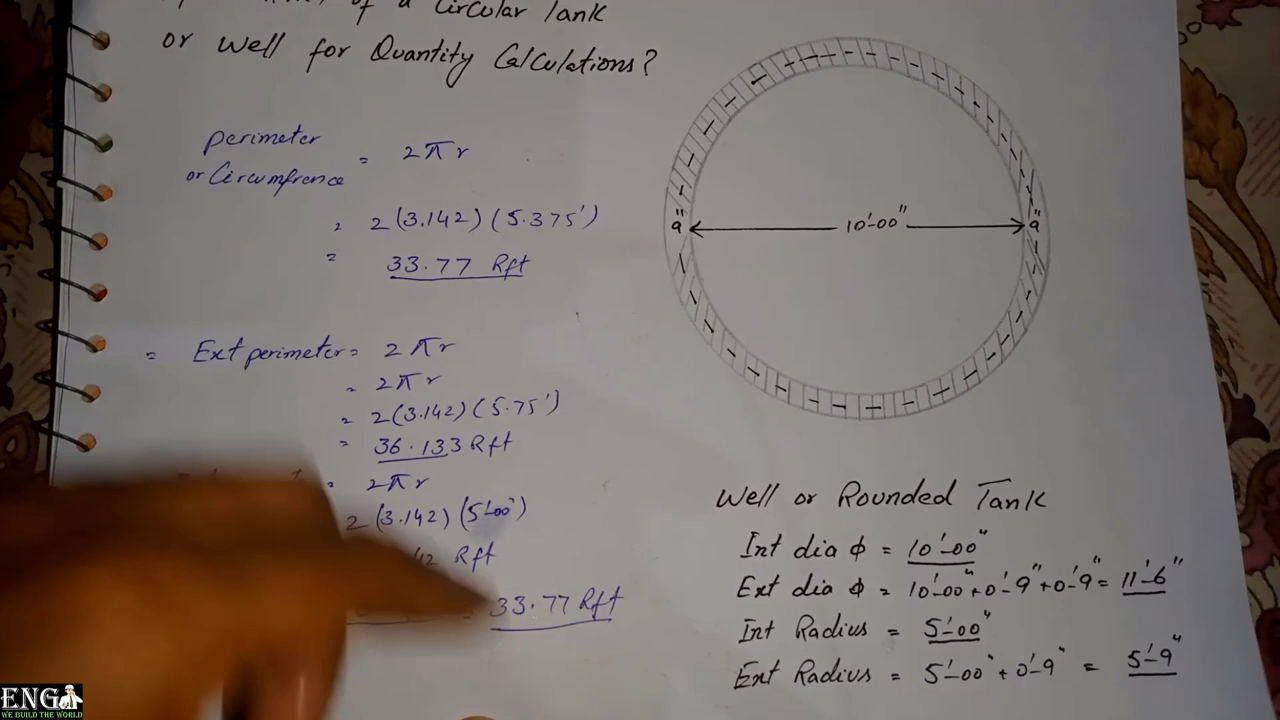 of a Circular Tank
or Well for Quantity Calculations?
Perimeter
or Circumfrence = 2πr
= 2(3.142)(5.375')
= 33.77 Rft
= Ext perimeter = 2πr
= 2πr
= 2(3.142)(5.75')
= 36.133 Rft
= 2πr
2(3.142)(5'-00")
Rft
= 33.77 Rft
9"
10'-00"
9"
Well or Rounded Tank
Int dia ϕ = 10'-00"
Ext dia ϕ = 10'-00"+0'-9"+0'-9" = 11'-6"
Int Radius = 5'-00"
Ext Radius = 5'-00"+0'-9" = 5'-9"
ENG
WE BUILD THE WORLD